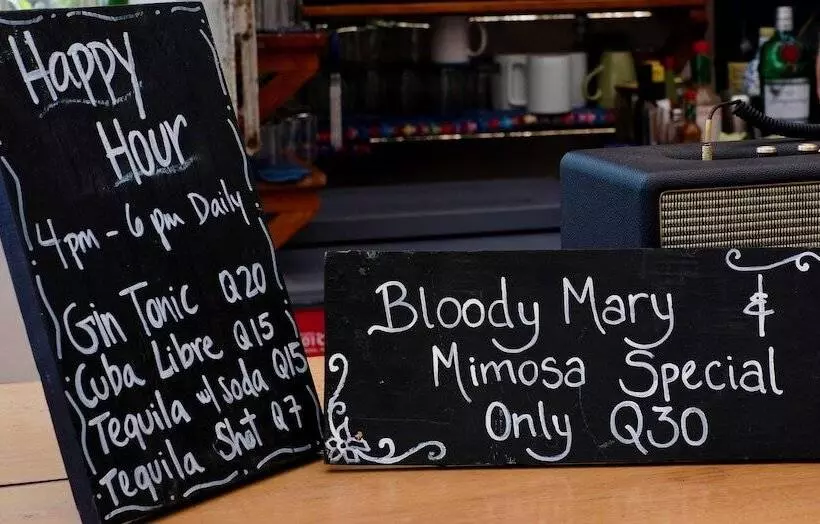 Happy
Hour
4pm - 6pm Daily
Gin Tonic Q20
Cuba Libre Q15
Tequila w/ soda Q15
Tequila Shot Q7
Bloody Mary &
Mimosa Special
Only Q30